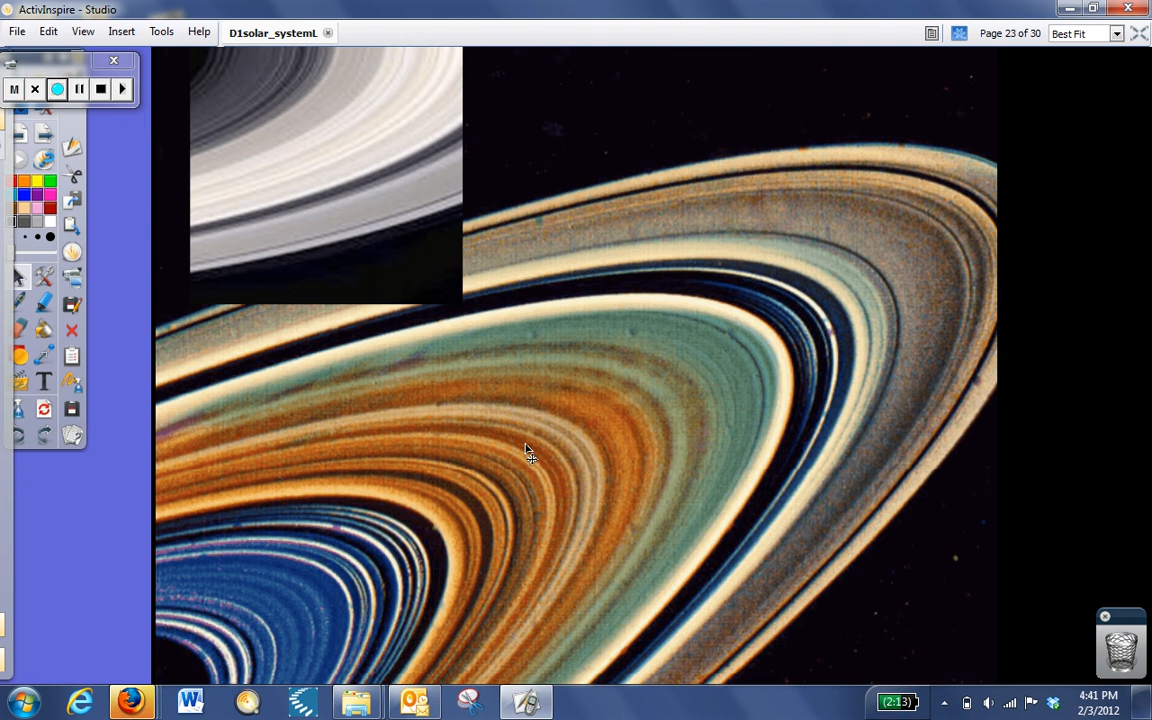 ActivInspire - Studio
File Edit View Insert Tools Help
D1solar_systemL
Page 23 of 30
Best Fit
M
T
W
(2:13)
4:41 PM
2/3/2012